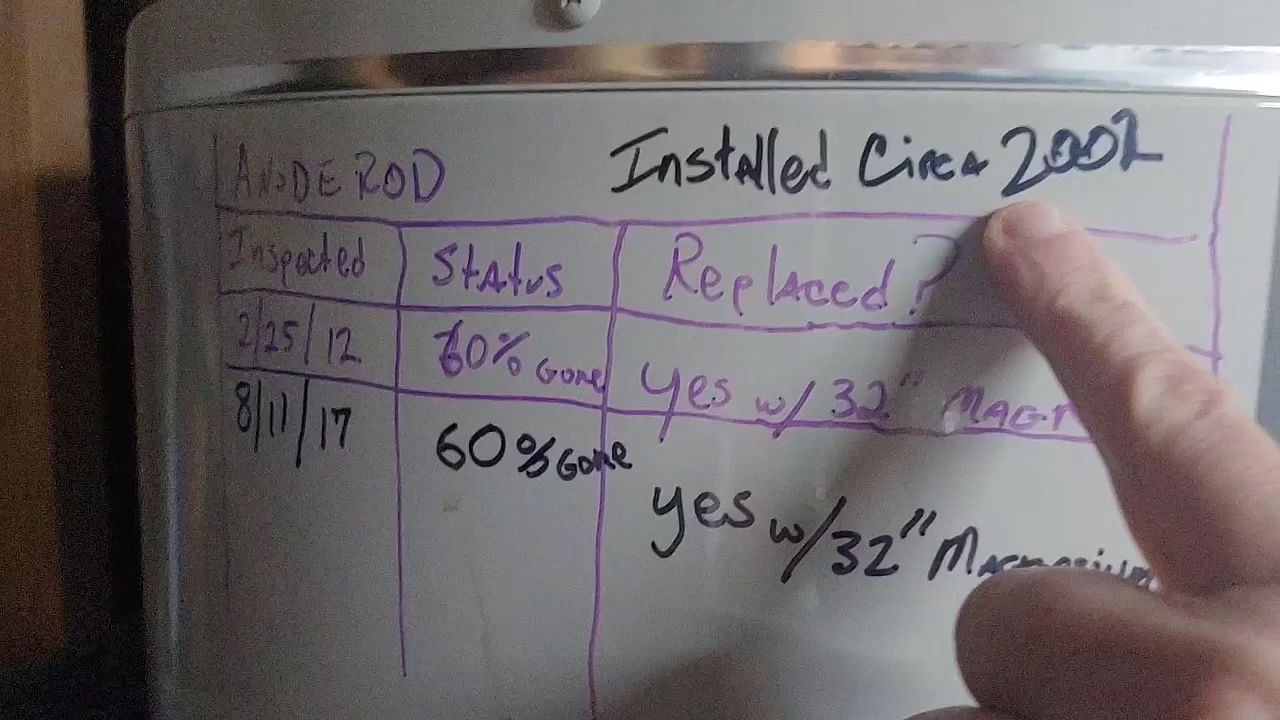 ANODE ROD Installed Circa 2002
Inspected Status Replaced?
2/25/12 60% Gone yes w/ 32"
8/11/17 60% Gone yes w/32" Magnesium